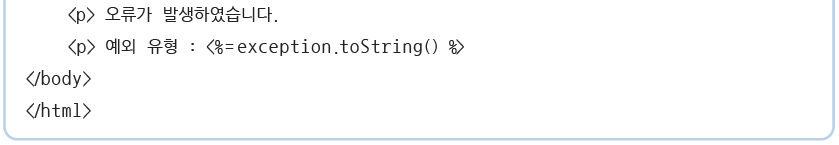 <p> 오류가 발생하였습니다.
<p> 예외 유형 : <%=exception.toString() %>
</body>
</html>